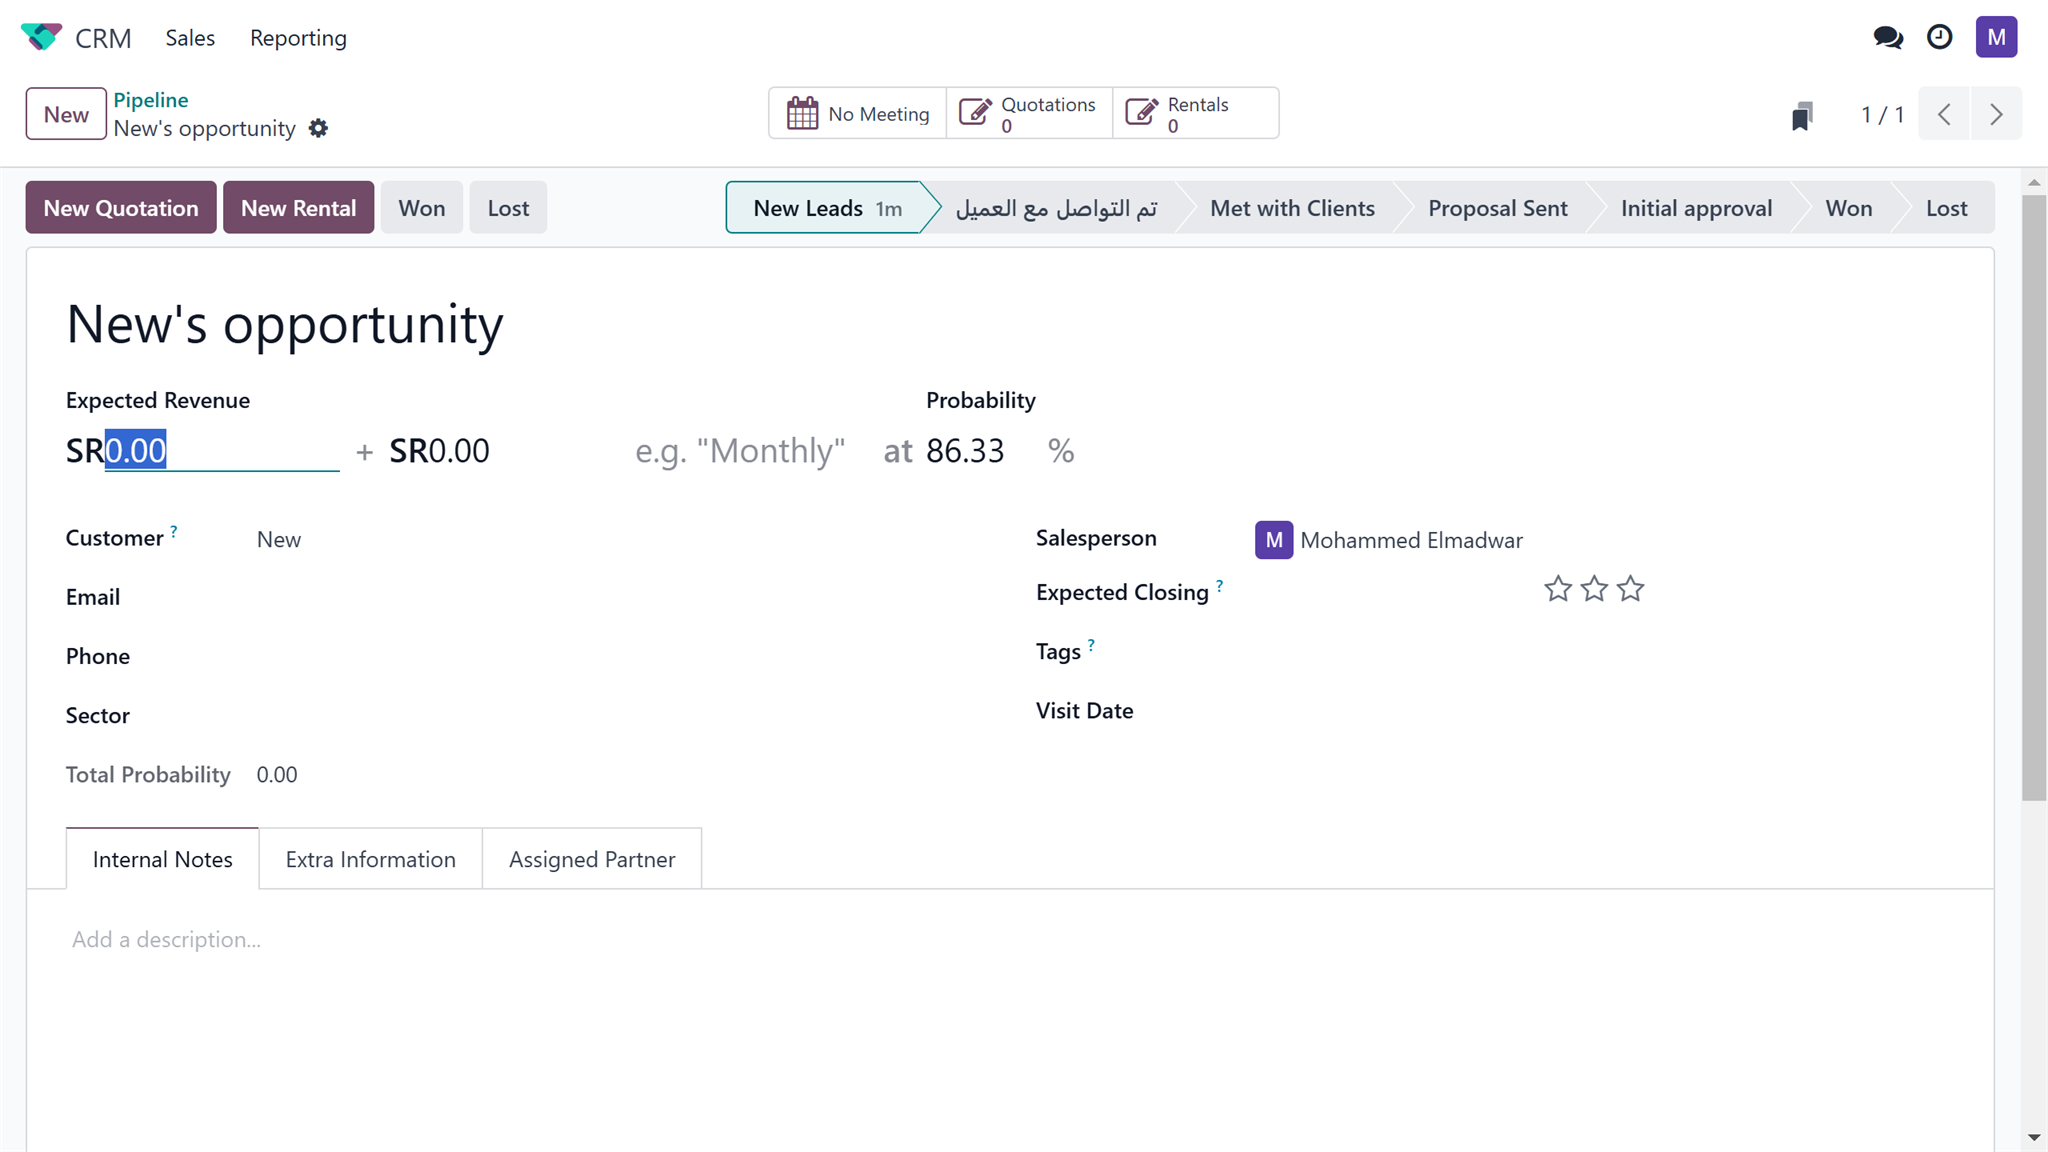 CRM Sales Reporting M
New Pipeline
New's opportunity
No Meeting
Quotations
0
Rentals
0
1 / 1
New Quotation New Rental Won Lost
New Leads 1m تم التواصل مع العميل Met with Clients Proposal Sent Initial approval Won Lost
New's opportunity
Expected Revenue Probability
SR0.00 + SR0.00 e.g. "Monthly" at 86.33 %
Customer ? New
Salesperson M Mohammed Elmadwar
Email
Expected Closing ?
Phone
Tags ?
Sector
Visit Date
Total Probability 0.00
Internal Notes Extra Information Assigned Partner
Add a description...